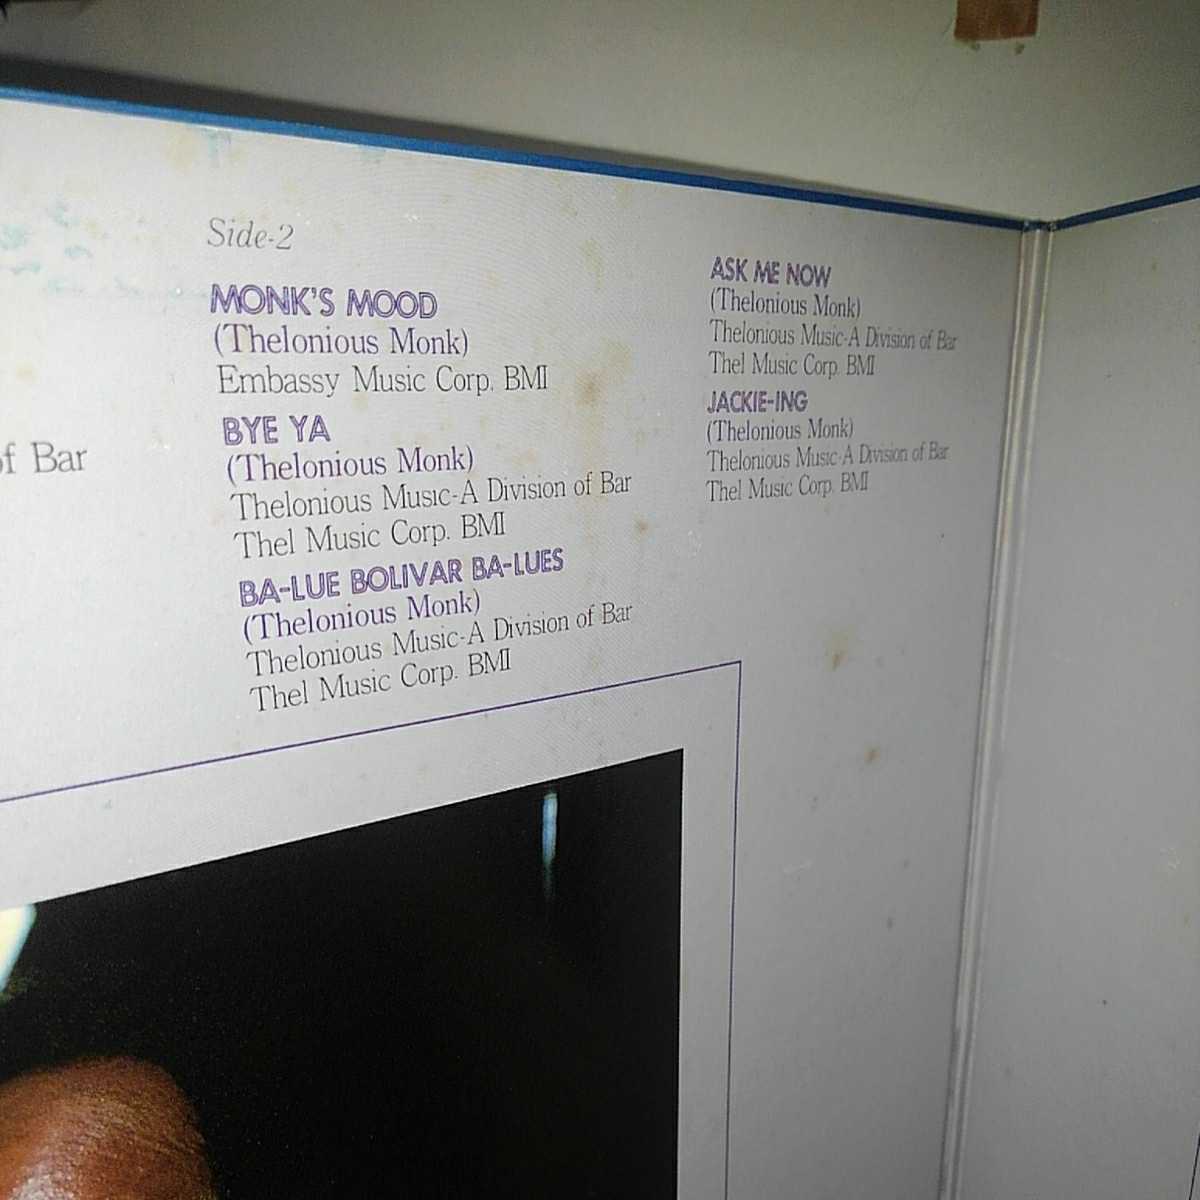 of Bar
Side-2
MONK'S MOOD
(Thelonious Monk)
Embassy Music Corp. BMI
BYE YA
(Thelonious Monk)
Thelonious Music-A Division of Bar
Thel Music Corp. BMI
BA-LUE BOLIVAR BA-LUES
(Thelonious Monk)
Thelonious Music-A Division of Bar
Thel Music Corp. BMI
ASK ME NOW
(Thelonious Monk)
Thelonious Music-A Division of Bar
Thel Music Corp. BMI
JACKIE-ING
(Thelonious Monk)
Thelonious Music-A Division of Bar
Thel Music Corp. BMI